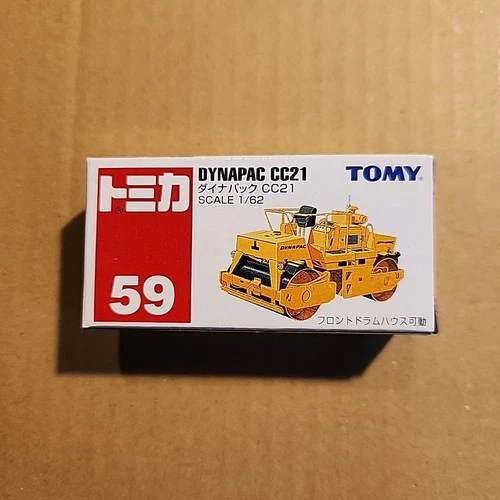 トミカ
59
DYNAPAC CC21
ダイナパック CC21
SCALE 1/62
TOMY
DYNAPAC
フロントドラムハウス可動